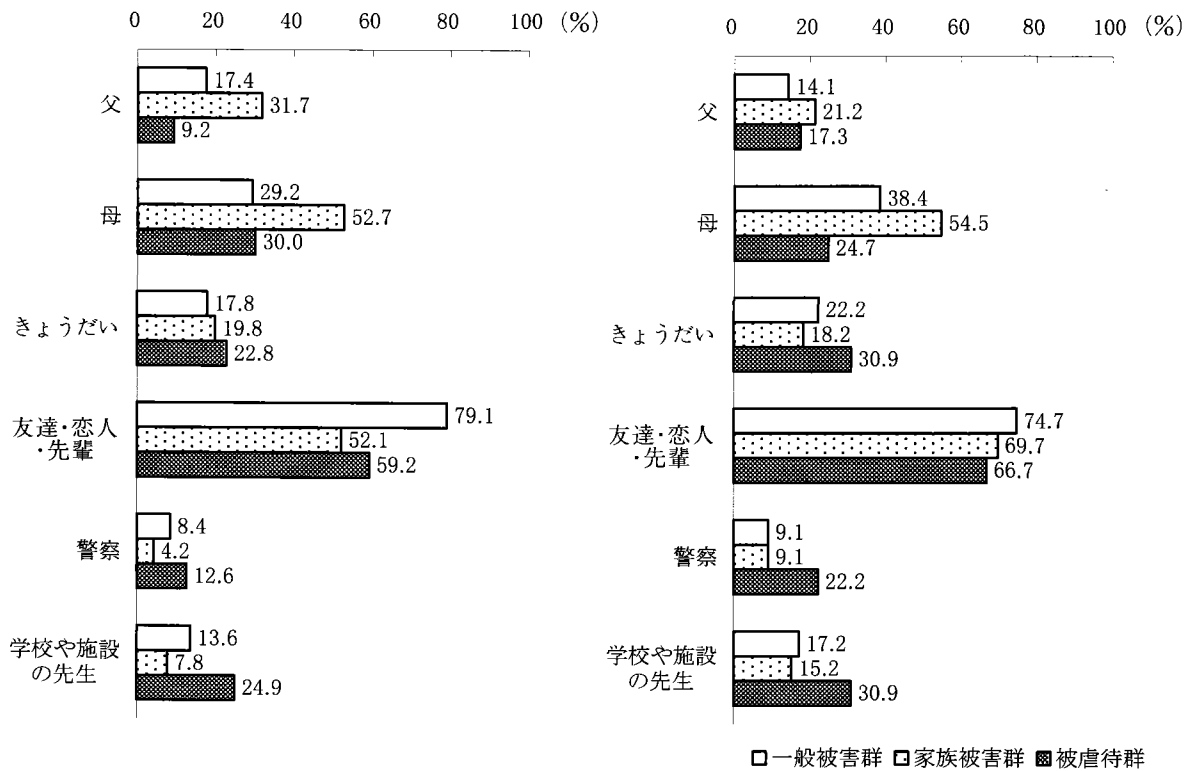 0 20 40 60 80 100 (%)
父
17.4
31.7
9.2
母
29.2
52.7
30.0
きょうだい
17.8
19.8
22.8
友達・恋人
・先輩
79.1
52.1
59.2
警察
8.4
4.2
12.6
学校や施設
の先生
13.6
7.8
24.9
0 20 40 60 80 100 (%)
父
14.1
21.2
17.3
母
38.4
54.5
24.7
きょうだい
22.2
18.2
30.9
友達・恋人
・先輩
74.7
69.7
66.7
警察
9.1
9.1
22.2
学校や施設
の先生
17.2
15.2
30.9
一般被害群 家族被害群 被虐待群